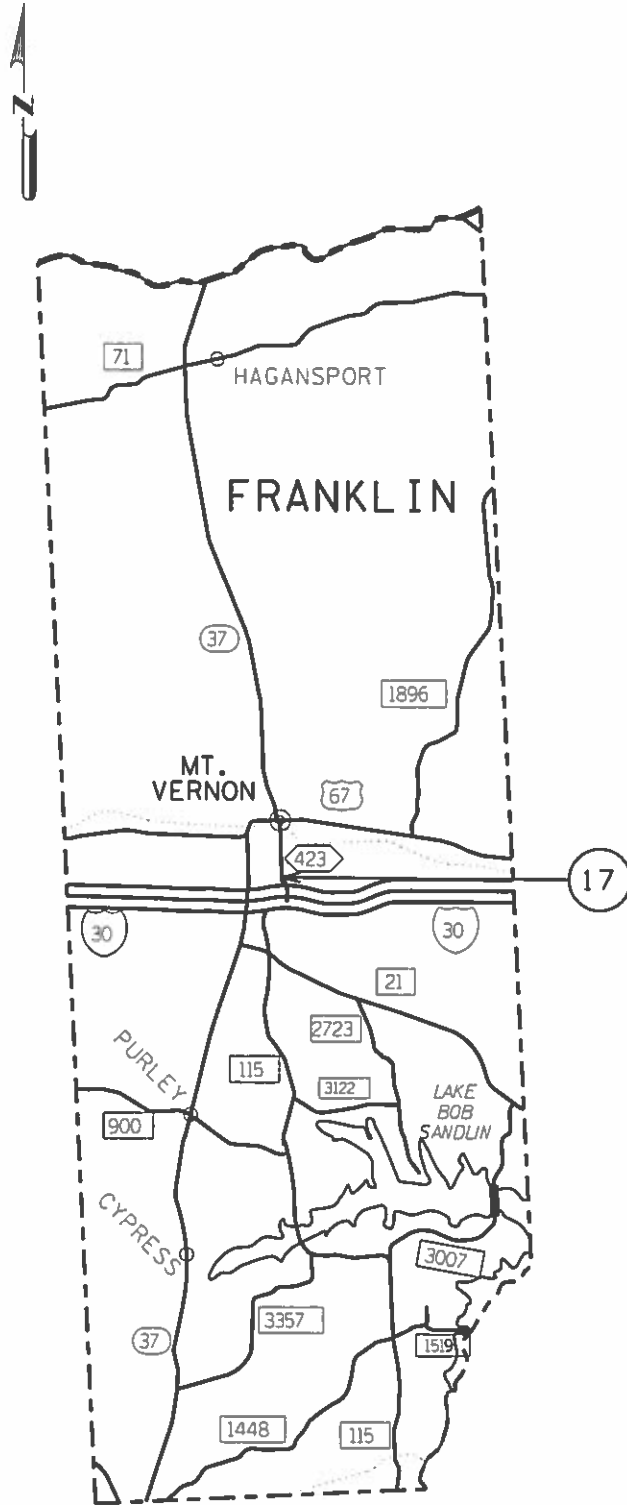 N
71
HAGANSPORT
FRANKLIN
37
1896
MT.
VERNON
67
423
17
30
30
21
2723
PURLEY
115
3122
LAKE
BOB
SANDLIN
900
CYPRESS
3007
3357
37
1519
1448
115